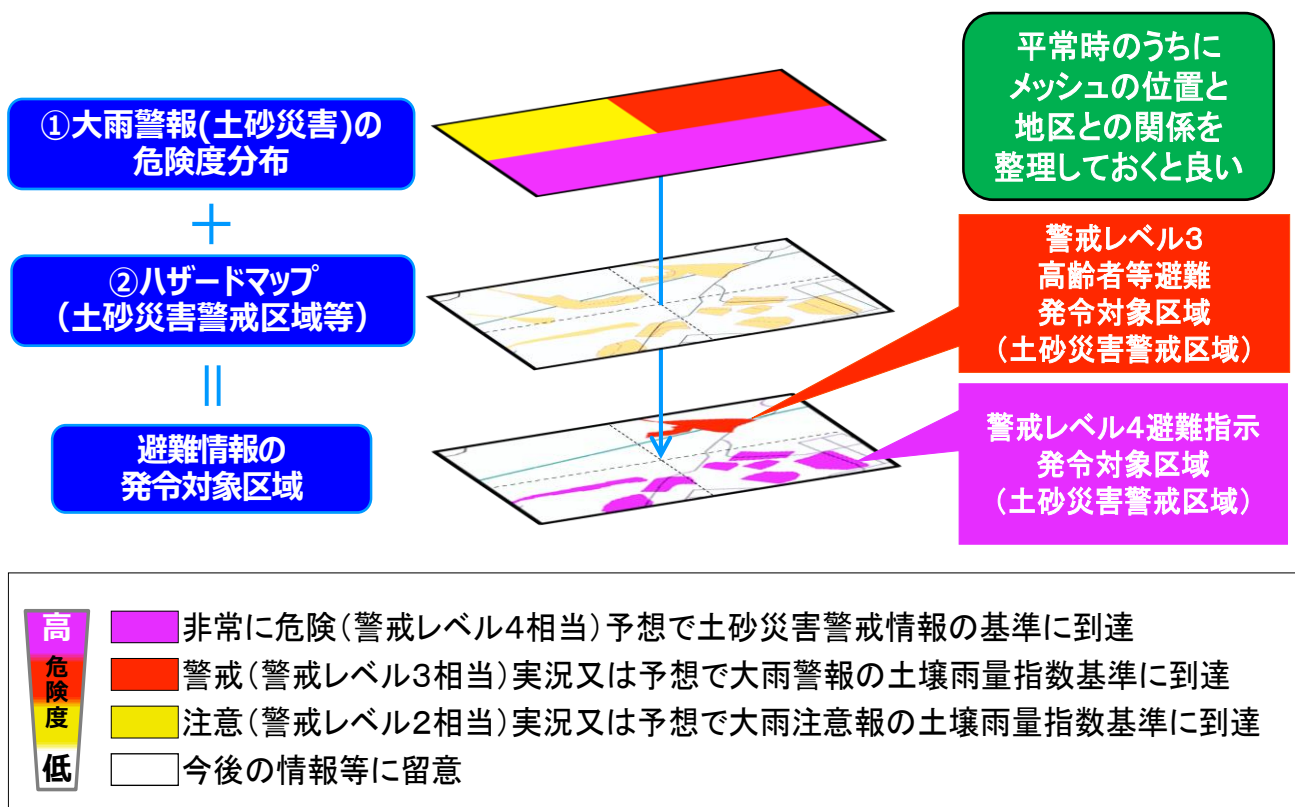 ①大雨警報(土砂災害)の
危険度分布
＋
②ハザードマップ
（土砂災害警戒区域等）
＝
避難情報の
発令対象区域
平常時のうちに
メッシュの位置と
地区との関係を
整理しておくと良い
警戒レベル３
高齢者等避難
発令対象区域
（土砂災害警戒区域）
警戒レベル４避難指示
発令対象区域
（土砂災害警戒区域）
高
危険度
低
非常に危険（警戒レベル４相当）予想で土砂災害警戒情報の基準に到達
警戒（警戒レベル３相当）実況又は予想で大雨警報の土壌雨量指数基準に到達
注意（警戒レベル２相当）実況又は予想で大雨注意報の土壌雨量指数基準に到達
今後の情報等に留意